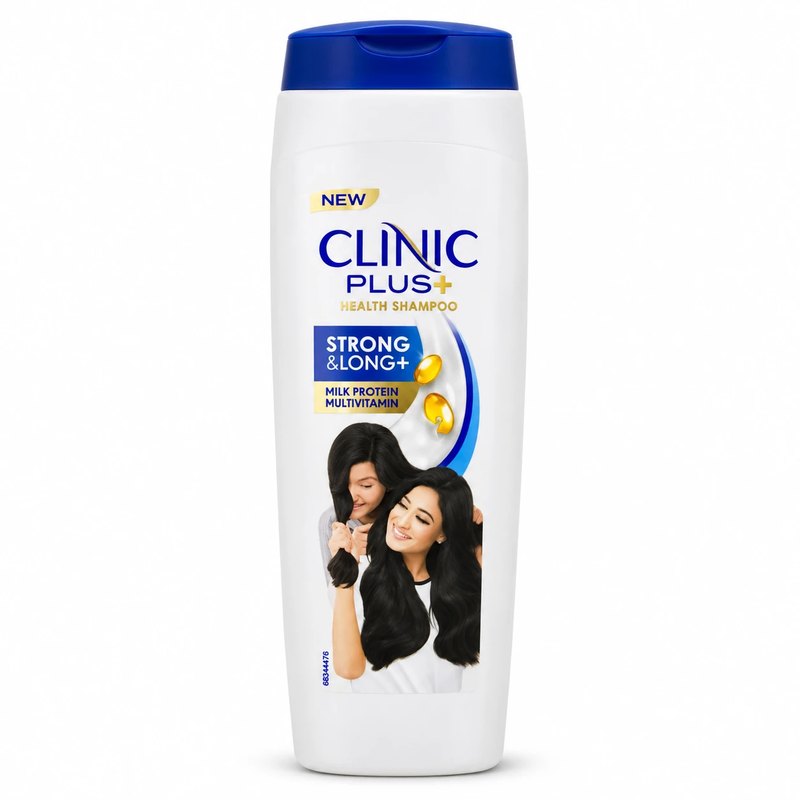 NEW
CLINIC
PLUS+
HEALTH SHAMPOO
STRONG
&LONG+
MILK PROTEIN
MULTIVITAMIN
68344476